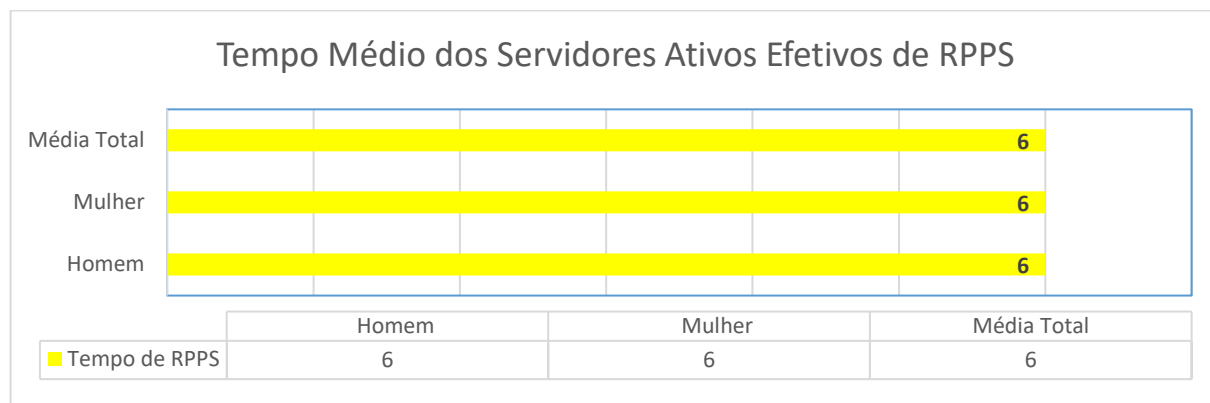 Tempo Médio dos Servidores Ativos Efetivos de RPPS
Média Total 6
Mulher 6
Homem 6
Homem Mulher Média Total
Tempo de RPPS 6 6 6